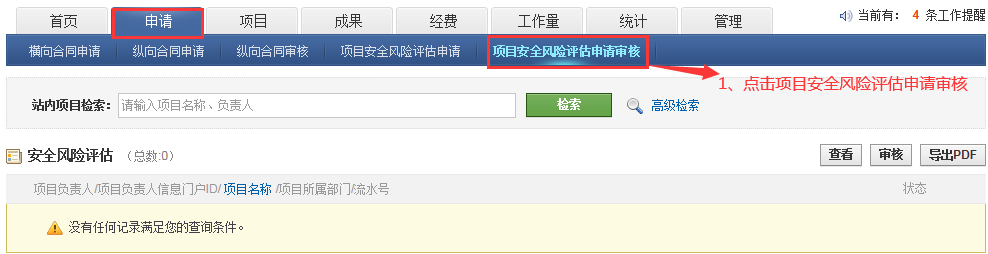 首页 申请 项目 成果 经费 工作量 统计 管理 当前有： 4 条工作提醒
横向合同申请 纵向合同申请 纵向合同审核 项目安全风险评估申请 项目安全风险评估申请审核
1、点击项目安全风险评估申请审核
站内项目检索： 请输入项目名称、负责人 检索 高级检索
安全风险评估 （总数:0） 查看 审核 导出PDF
项目负责人/项目负责人信息门户ID/ 项目名称 /项目所属部门/流水号 状态
没有任何记录满足您的查询条件。